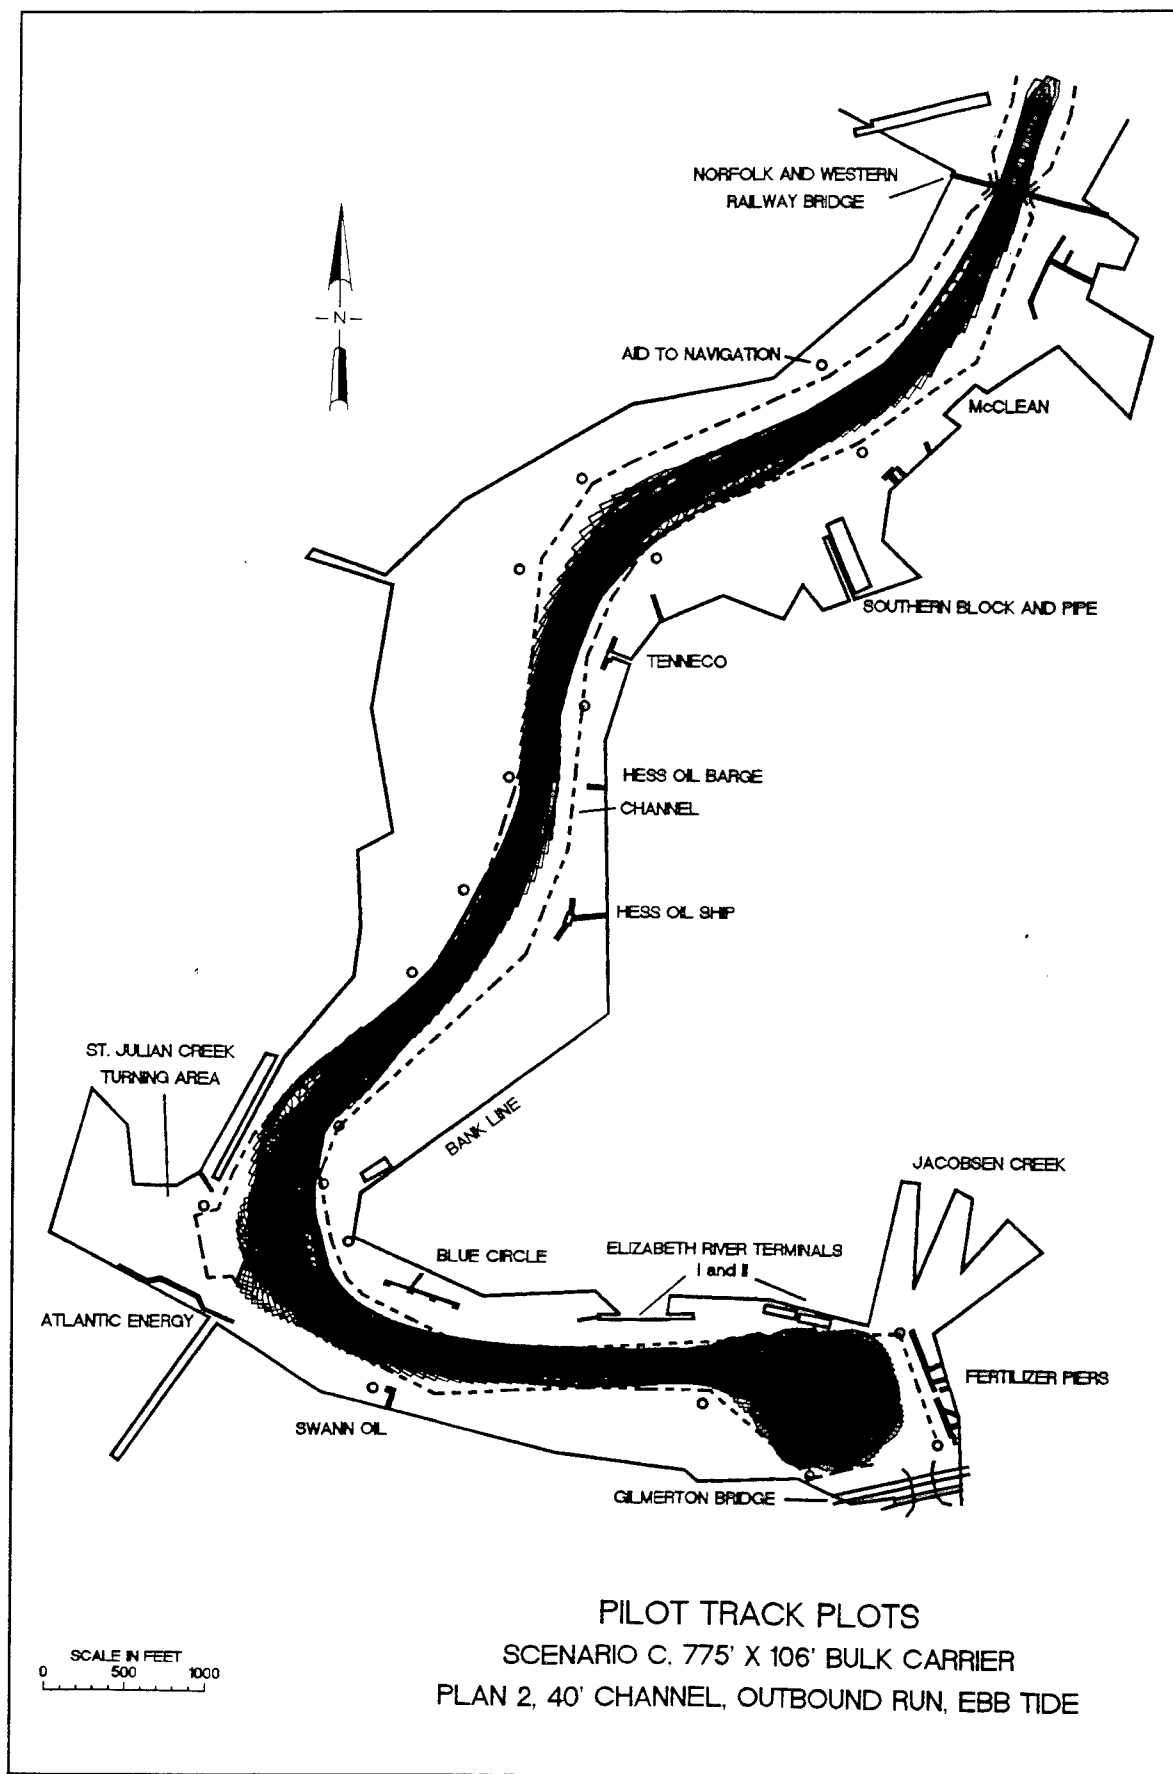 NORFOLK AND WESTERN
RAILWAY BRIDGE
N
AID TO NAVIGATION
McCLEAN
SOUTHERN BLOCK AND PIPE
TENNECO
HESS OIL BARGE
CHANNEL
HESS OIL SHIP
ST. JULIAN CREEK
TURNING AREA
BANK LINE
JACOBSEN CREEK
BLUE CIRCLE
ELIZABETH RIVER TERMINALS
I and II
ATLANTIC ENERGY
FERTILIZER PIERS
SWANN OIL
GILMERTON BRIDGE
PILOT TRACK PLOTS
SCENARIO C, 775' X 106' BULK CARRIER
PLAN 2, 40' CHANNEL, OUTBOUND RUN, EBB TIDE
SCALE IN FEET
0 500 1000